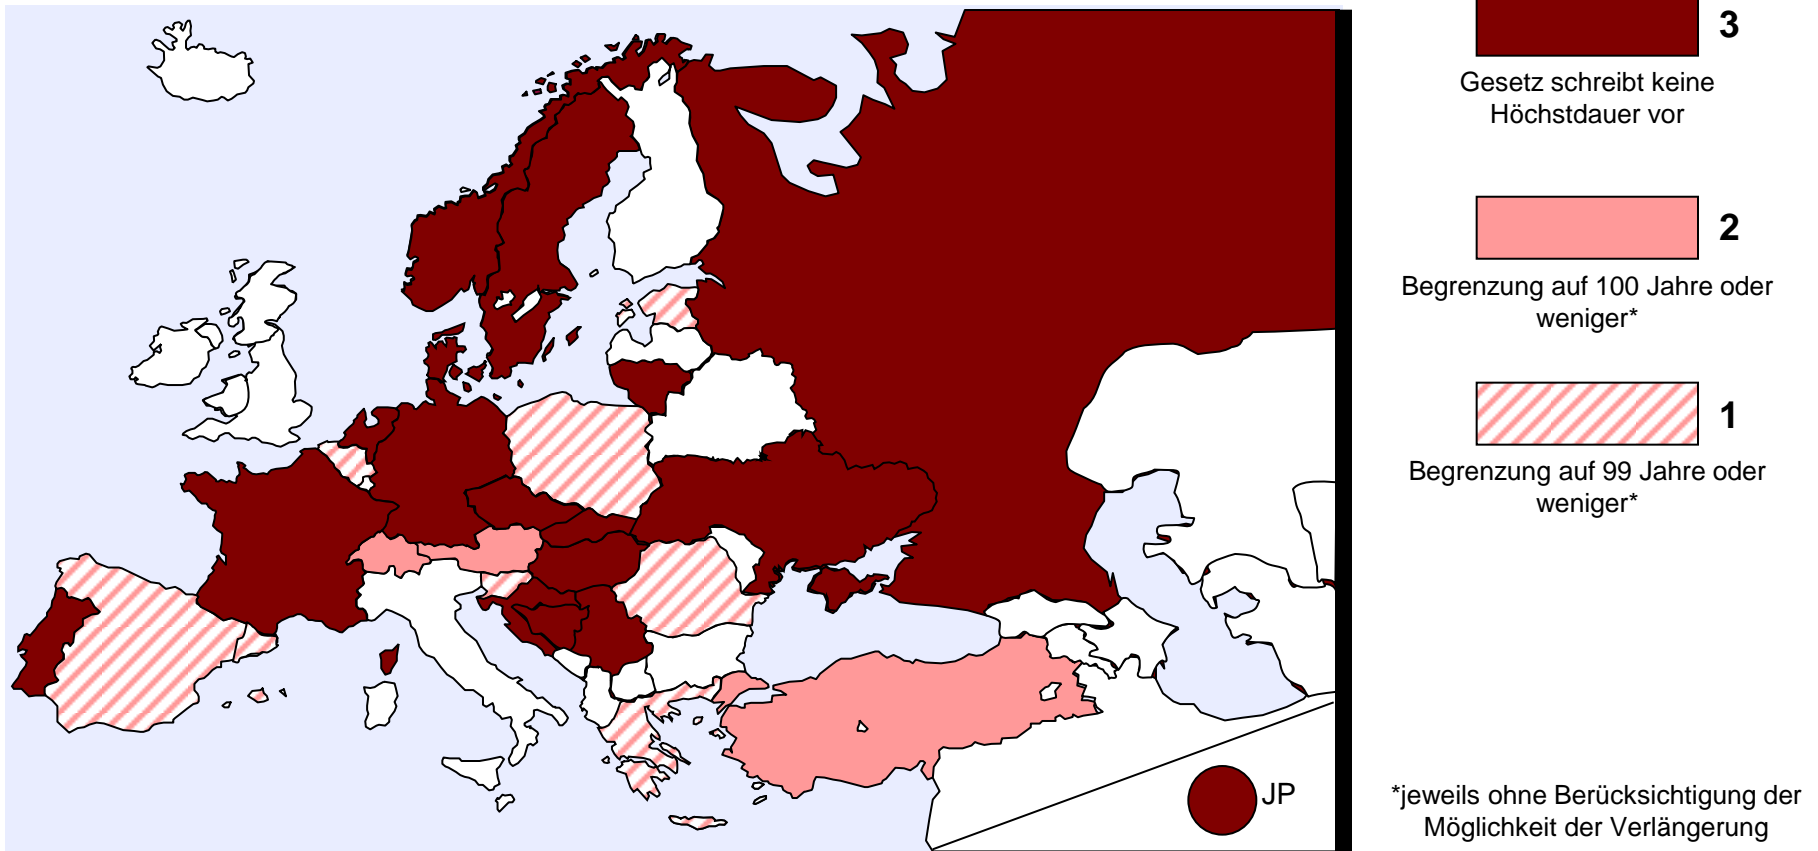 3
Gesetz schreibt keine
Höchstdauer vor
2
Begrenzung auf 100 Jahre oder
weniger*
1
Begrenzung auf 99 Jahre oder
weniger*
JP
*jeweils ohne Berücksichtigung der
Möglichkeit der Verlängerung